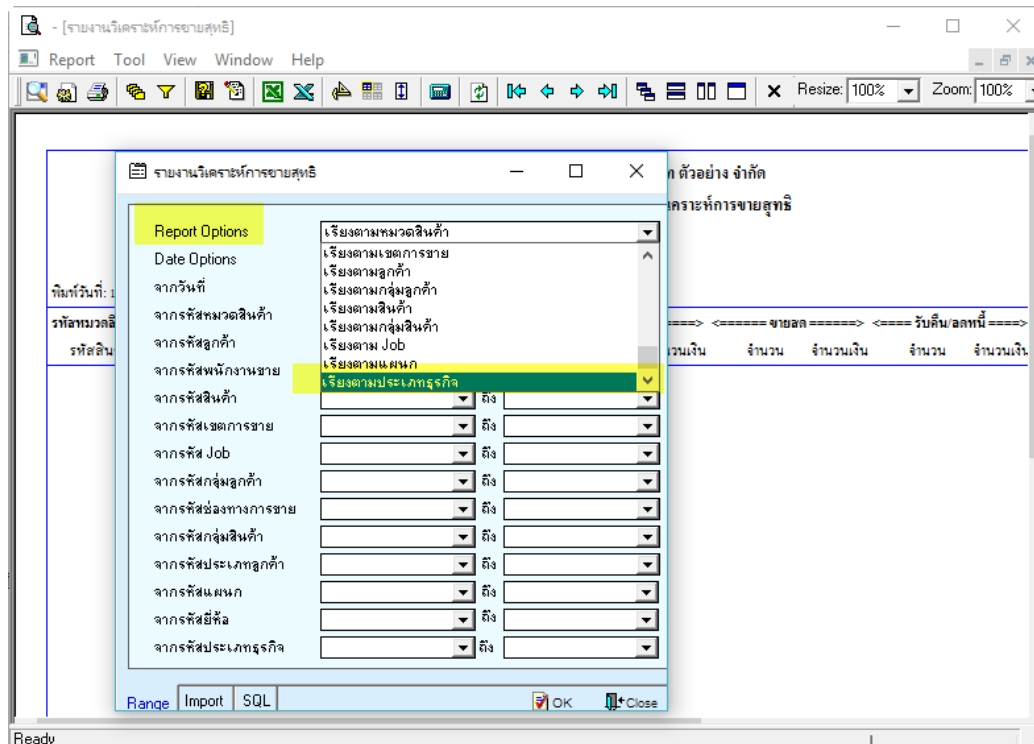 - [รายงานวิเคราะห์การขายสุทธิ]
Report Tool View Window Help
Resize: 100% Zoom: 100%
ท ตัวอย่าง จำกัด
เคราะห์การขายสุทธิ
พิมพ์วันที่: 1
รหัสหมวดสิ
====> <====== ขายสด ======> <==== รับคืน/ลดหนี้ ====>
รหัสสิน
วนเงิน จำนวน จำนวนเงิน จำนวน จำนวนเงิน
รายงานวิเคราะห์การขายสุทธิ
Report Options เรียงตามหมวดสินค้า
Date Options เรียงตามเขตการขาย
เรียงตามลูกค้า
จากวันที่ เรียงตามกลุ่มลูกค้า
เรียงตามสินค้า
จากรหัสหมวดสินค้า เรียงตามกลุ่มสินค้า
จากรหัสลูกค้า เรียงตาม Job
เรียงตามแผนก
จากรหัสพนักงานขาย เรียงตามประเภทธุรกิจ
จากรหัสสินค้า ถึง
จากรหัสเขตการขาย ถึง
จากรหัส Job ถึง
จากรหัสกลุ่มลูกค้า ถึง
จากรหัสช่องทางการขาย ถึง
จากรหัสกลุ่มสินค้า ถึง
จากรหัสประเภทลูกค้า ถึง
จากรหัสแผนก ถึง
จากรหัสยี่ห้อ ถึง
จากรหัสประเภทธุรกิจ ถึง
Range Import SQL OK Close
Ready